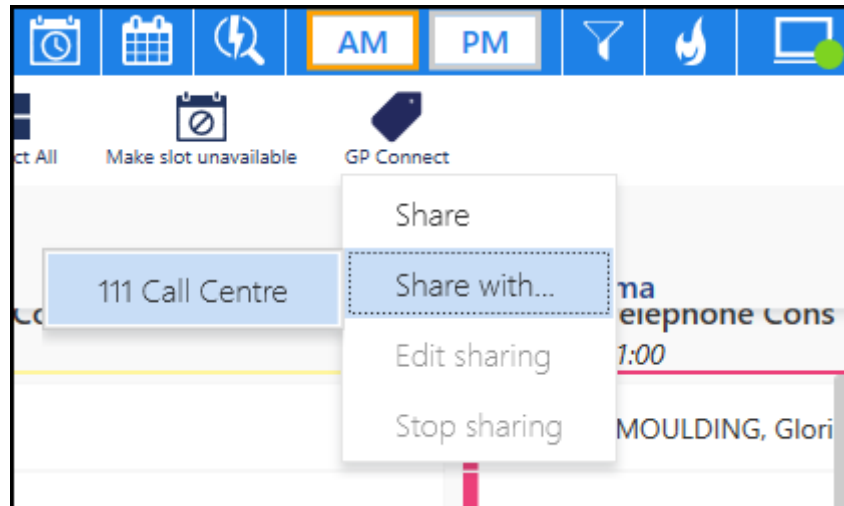 AM PM
ct All Make slot unavailable GP Connect
Share
111 Call Centre Share with...
ma
elephone Cons
Edit sharing 1:00
Stop sharing MOULDING, Glori